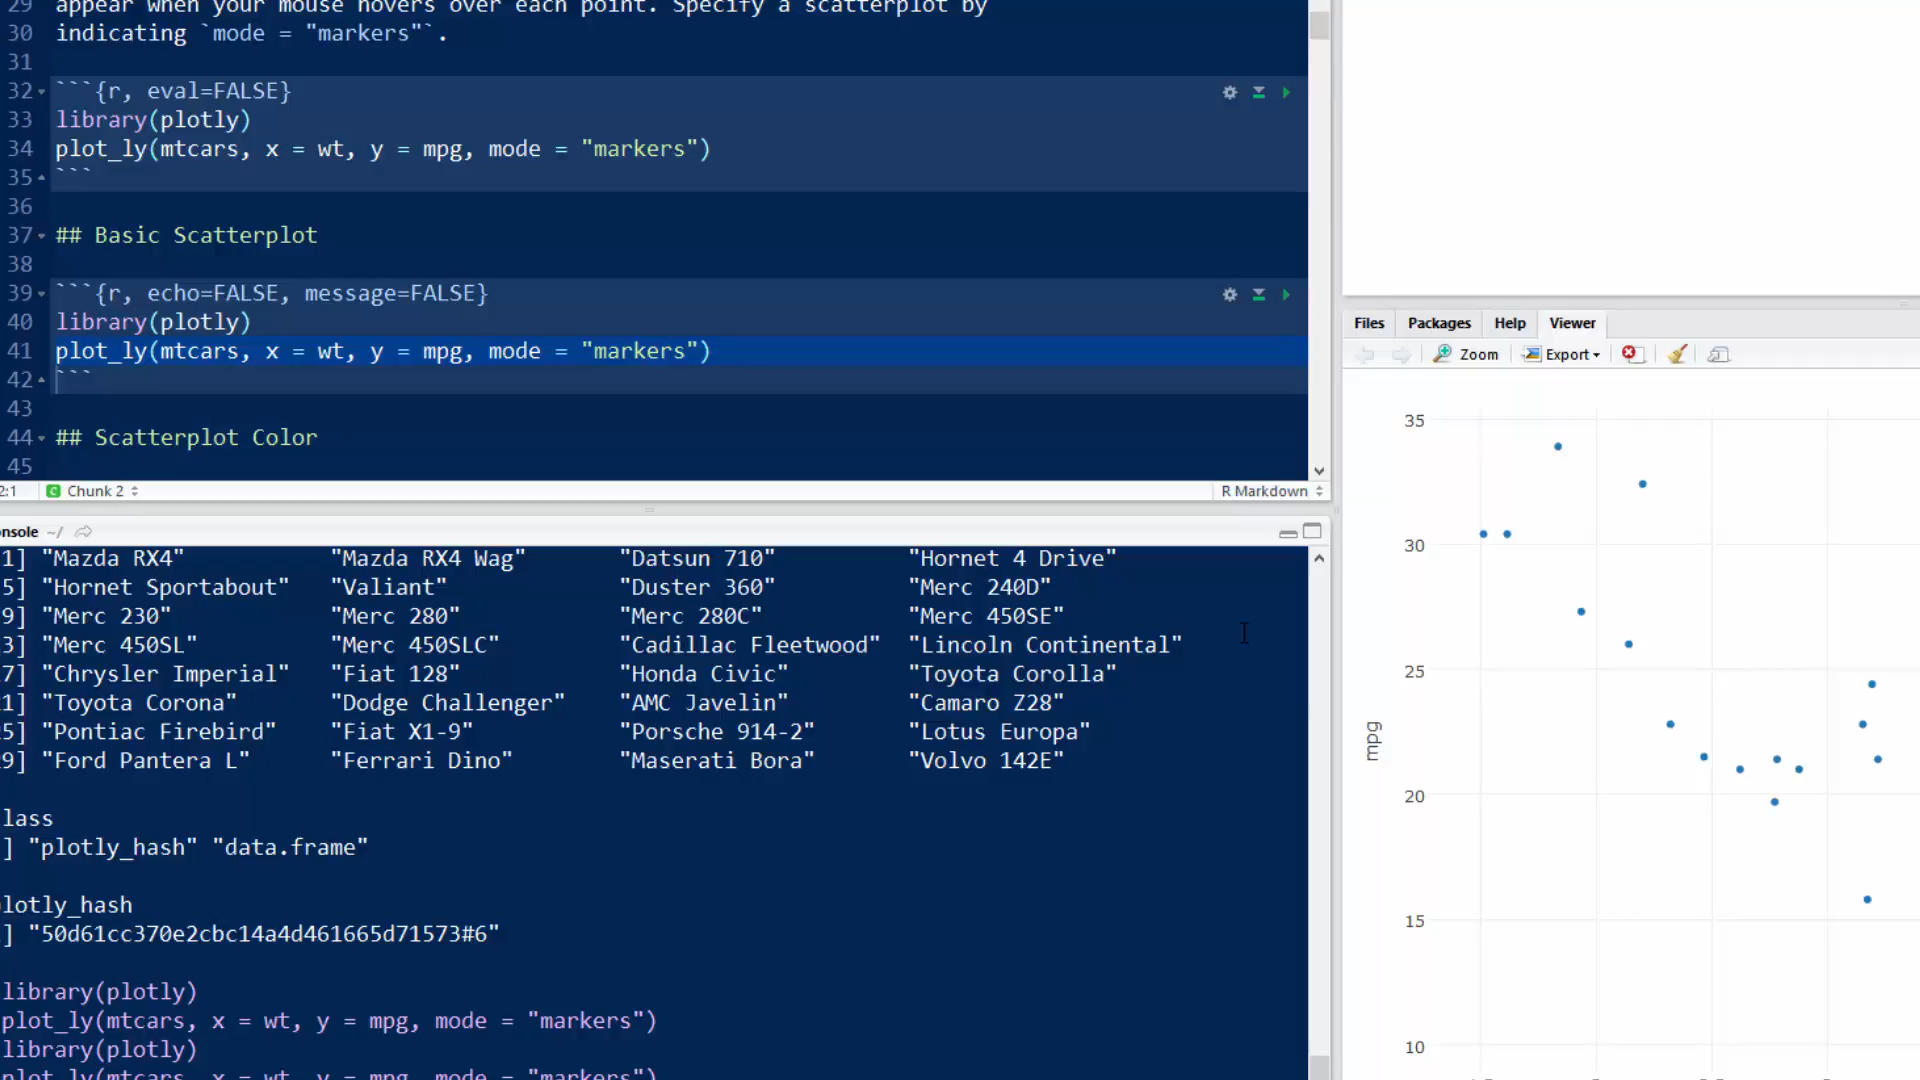 29 appear when your mouse hovers over each point. Specify a scatterplot by
30 indicating `mode = "markers"`.
31
32 ```{r, eval=FALSE}
33 library(plotly)
34 plot_ly(mtcars, x = wt, y = mpg, mode = "markers")
35 ```
36
37 ## Basic Scatterplot
38
39 ```{r, echo=FALSE, message=FALSE}
40 library(plotly)
41 plot_ly(mtcars, x = wt, y = mpg, mode = "markers")
42 ```
43
44 ## Scatterplot Color
45
2:1 C Chunk 2 R Markdown
onsole ~/
1] "Mazda RX4" "Mazda RX4 Wag" "Datsun 710" "Hornet 4 Drive"
5] "Hornet Sportabout" "Valiant" "Duster 360" "Merc 240D"
9] "Merc 230" "Merc 280" "Merc 280C" "Merc 450SE"
3] "Merc 450SL" "Merc 450SLC" "Cadillac Fleetwood" "Lincoln Continental"
7] "Chrysler Imperial" "Fiat 128" "Honda Civic" "Toyota Corolla"
1] "Toyota Corona" "Dodge Challenger" "AMC Javelin" "Camaro Z28"
5] "Pontiac Firebird" "Fiat X1-9" "Porsche 914-2" "Lotus Europa"
9] "Ford Pantera L" "Ferrari Dino" "Maserati Bora" "Volvo 142E"
lass
] "plotly_hash" "data.frame"
lotly_hash
] "50d61cc370e2cbc14a4d461665d71573#6"
library(plotly)
plot_ly(mtcars, x = wt, y = mpg, mode = "markers")
library(plotly)
plot_ly(mtcars, x = wt, y = mpg, mode = "markers")
Files Packages Help Viewer
Zoom Export
35
30
25
mpg
20
15
10